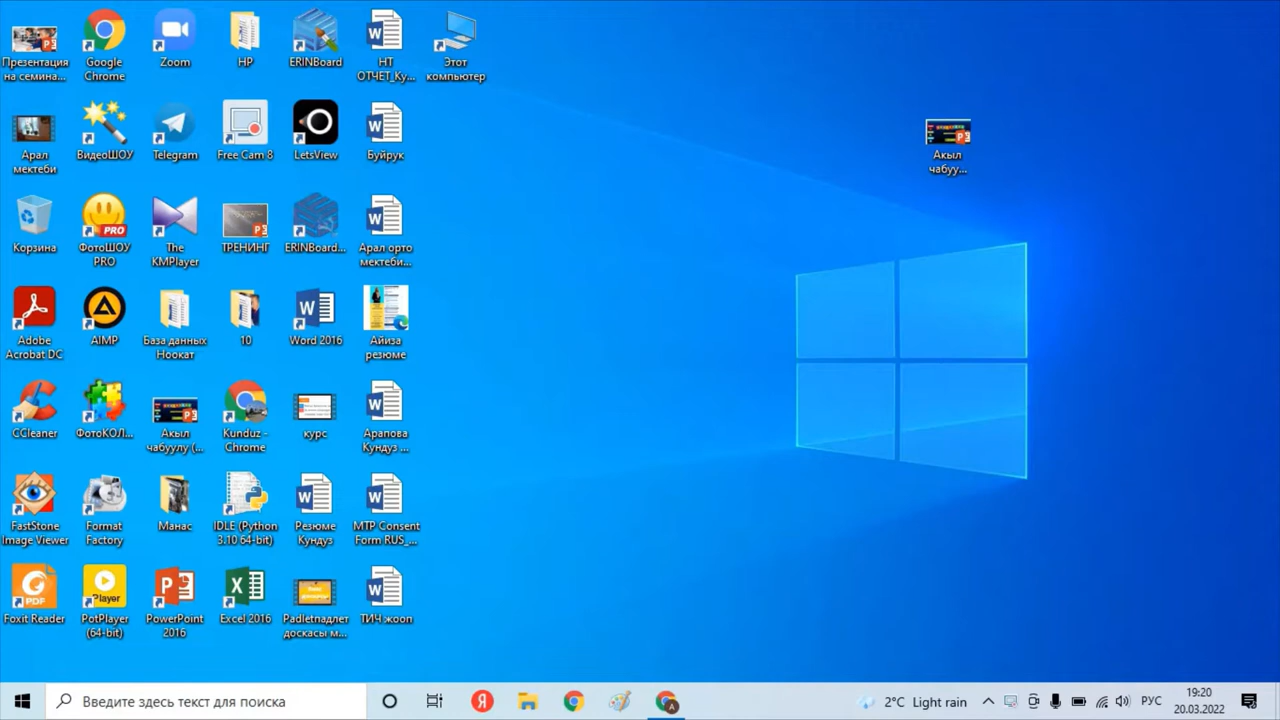 Презентация
на семина...
Google
Chrome
Zoom
HP
ERINBoard
НТ
ОТЧЕТ_Ку...
Этот
компьютер
Арал
мектеби
ВидеоШОУ
Telegram
Free Cam 8
LetsView
Буйрук
Акыл
чабуу...
Корзина
ФотоШОУ
PRO
The
KMPlayer
ТРЕНИНГ
ERINBoard...
Арал орто
мектеби...
Adobe
Acrobat DC
AIMP
База данных
Ноокат
10
Word 2016
Айиза
резюме
CCleaner
ФотоКОЛ...
Акыл
чабуулу (...
Kunduz -
Chrome
курс
Арапова
Кундуз ...
FastStone
Image Viewer
Format
Factory
Манас
IDLE (Python
3.10 64-bit)
Резюме
Кундуз
MTP Consent
Form RUS_...
Foxit Reader
PotPlayer
(64-bit)
PowerPoint
2016
Excel 2016
Padletпадлет
доскасы м...
ТИЧ жооп
Введите здесь текст для поиска
2°C Light rain
РУС
19:20
20.03.2022